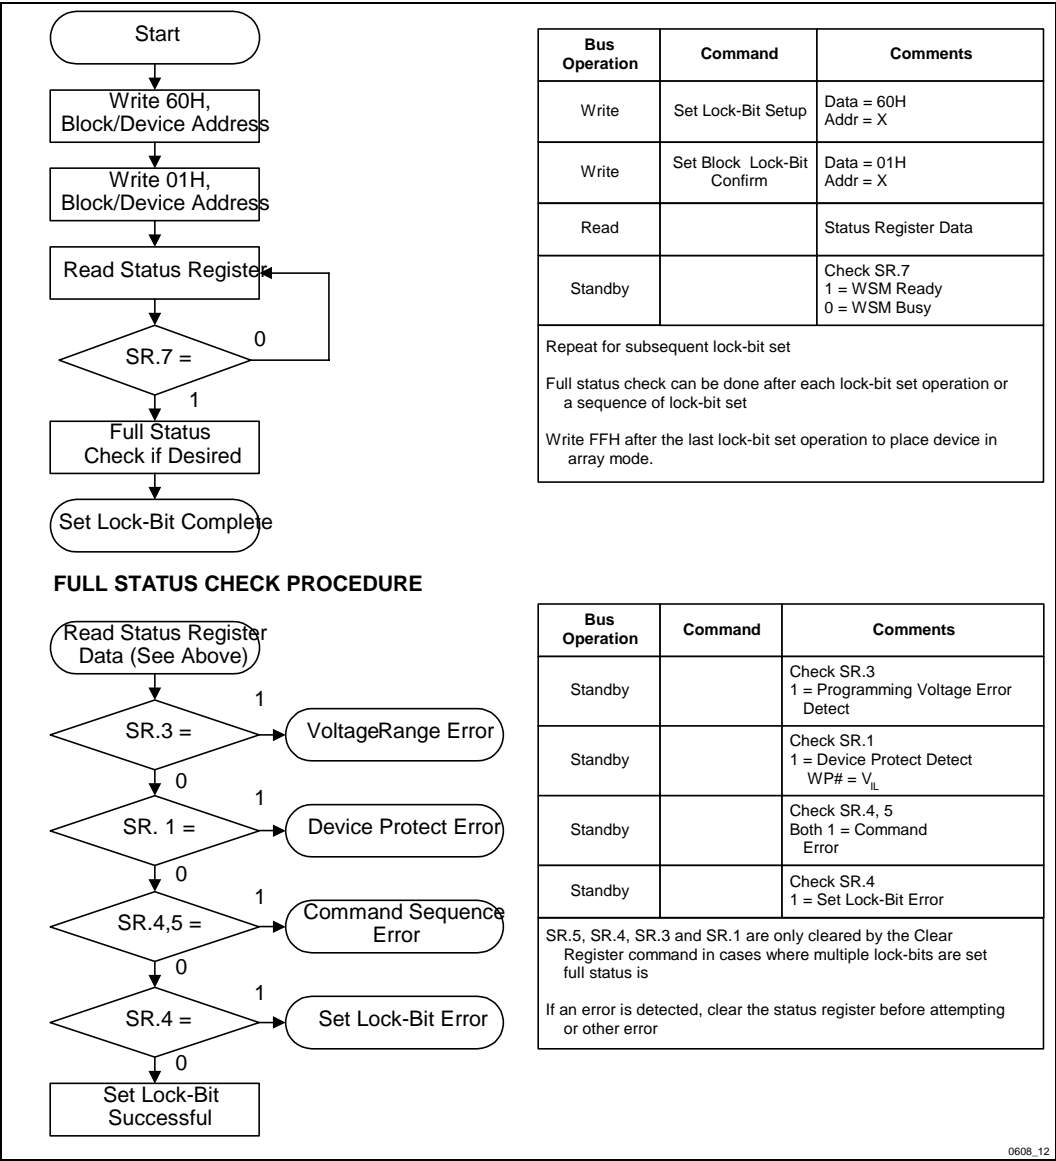 Start
Write 60H,
Block/Device Address
Write 01H,
Block/Device Address
Read Status Register
SR.7 =
0
1
Full Status
Check if Desired
Set Lock-Bit Complete
Bus
Operation
Command
Comments
Write
Set Lock-Bit Setup
Data = 60H
Addr = X
Write
Set Block Lock-Bit
Confirm
Data = 01H
Addr = X
Read
Status Register Data
Standby
Check SR.7
1 = WSM Ready
0 = WSM Busy
Repeat for subsequent lock-bit set
Full status check can be done after each lock-bit set operation or
a sequence of lock-bit set
Write FFH after the last lock-bit set operation to place device in
array mode.
FULL STATUS CHECK PROCEDURE
Read Status Register
Data (See Above)
SR.3 =
1
VoltageRange Error
0
SR. 1 =
1
Device Protect Error
0
SR.4,5 =
1
Command Sequence
Error
0
SR.4 =
1
Set Lock-Bit Error
0
Set Lock-Bit
Successful
Bus
Operation
Command
Comments
Standby
Check SR.3
1 = Programming Voltage Error
Detect
Standby
Check SR.1
1 = Device Protect Detect
WP# = VIL
Standby
Check SR.4, 5
Both 1 = Command
Error
Standby
Check SR.4
1 = Set Lock-Bit Error
SR.5, SR.4, SR.3 and SR.1 are only cleared by the Clear
Register command in cases where multiple lock-bits are set
full status is
If an error is detected, clear the status register before attempting
or other error
0608_12